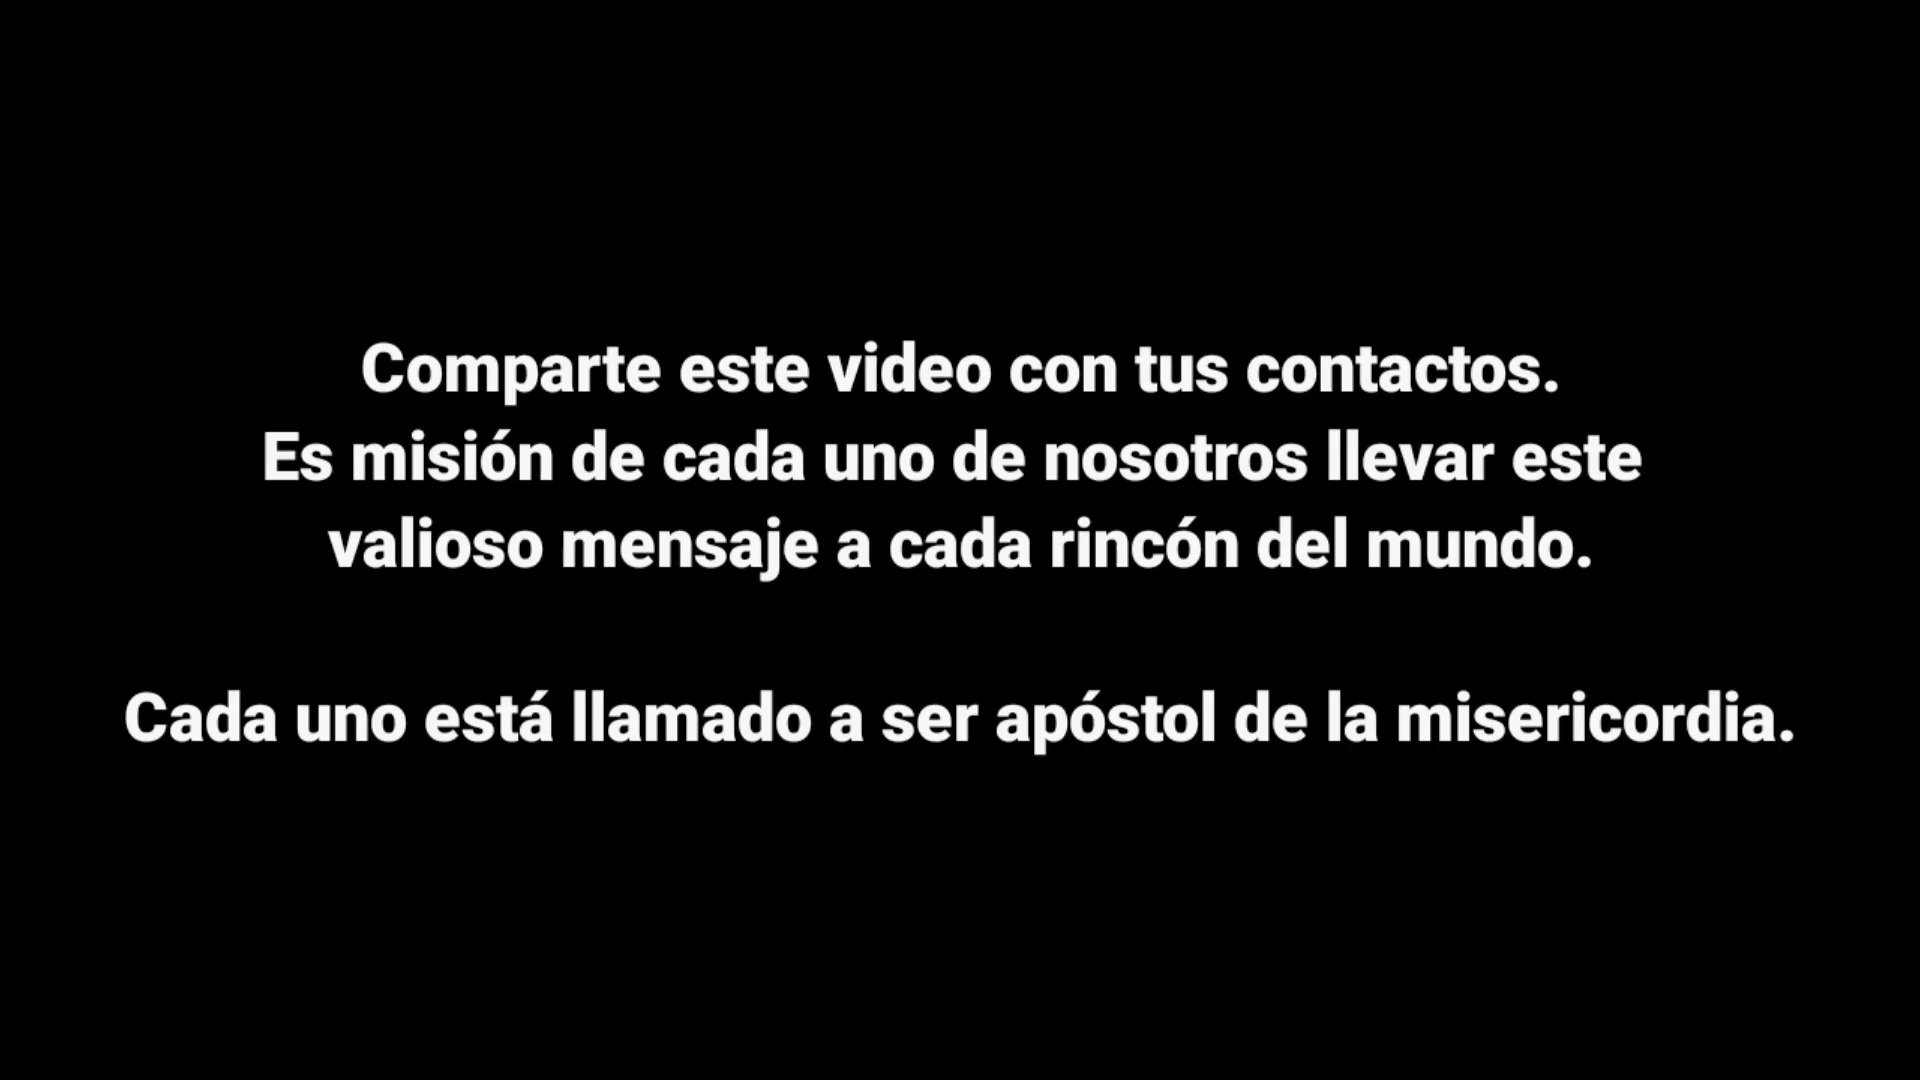 Comparte este video con tus contactos.
Es misión de cada uno de nosotros llevar este
valioso mensaje a cada rincón del mundo.
Cada uno está llamado a ser apóstol de la misericordia.